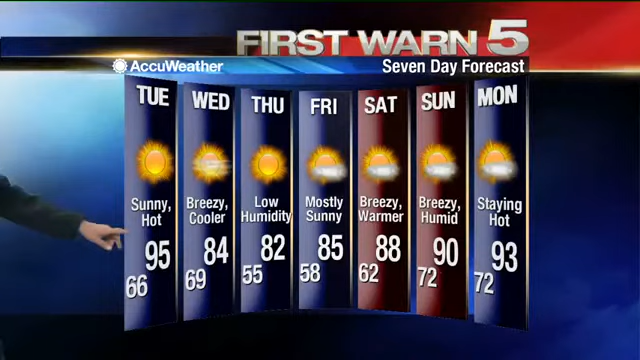 FIRST WARN 5
AccuWeather
Seven Day Forecast
TUE
Sunny,
Hot
95
66
WED
Breezy,
Cooler
84
69
THU
Low
Humidity
82
55
FRI
Mostly
Sunny
85
58
SAT
Breezy,
Warmer
88
62
SUN
Breezy,
Humid
90
72
MON
Staying
Hot
93
72